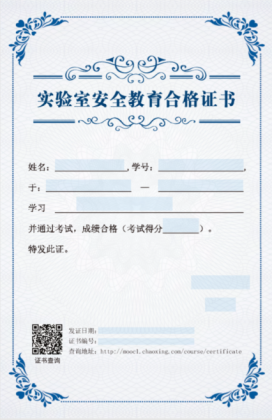 实验室安全教育合格证书
姓名： ，学号： ，
于： —
学习
并通过考试，成绩合格（考试得分 ）。
特发此证。
发证日期：
证书编号：
查询地址：http://mooc1.chaoxing.com/course/certificate
证书查询